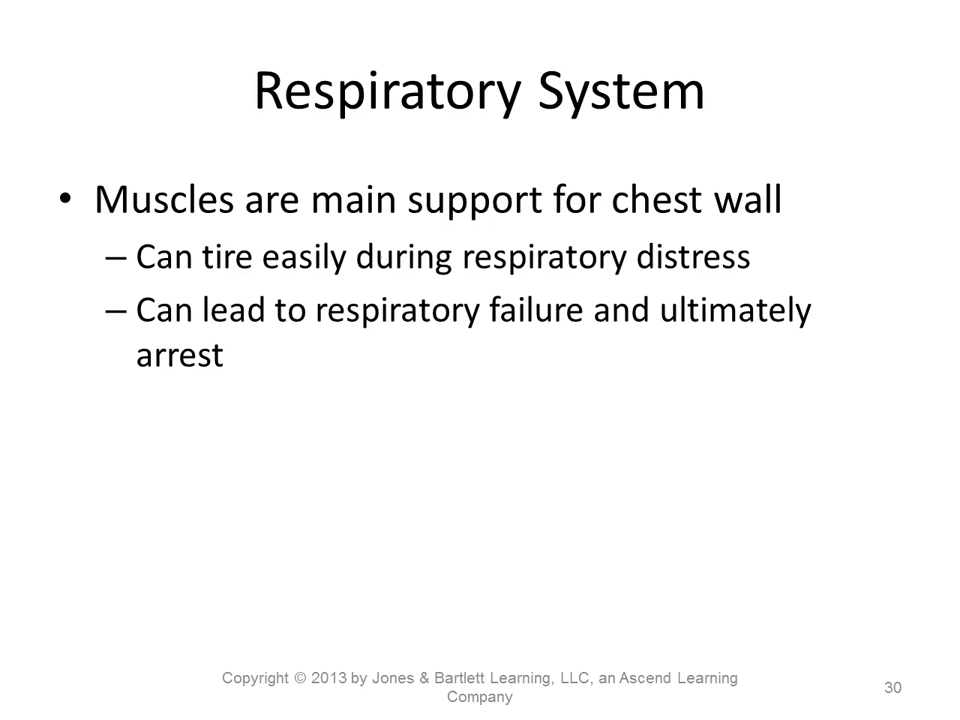 Respiratory System
• Muscles are main support for chest wall
– Can tire easily during respiratory distress
– Can lead to respiratory failure and ultimately
arrest
Copyright © 2013 by Jones & Bartlett Learning, LLC, an Ascend Learning
Company
30